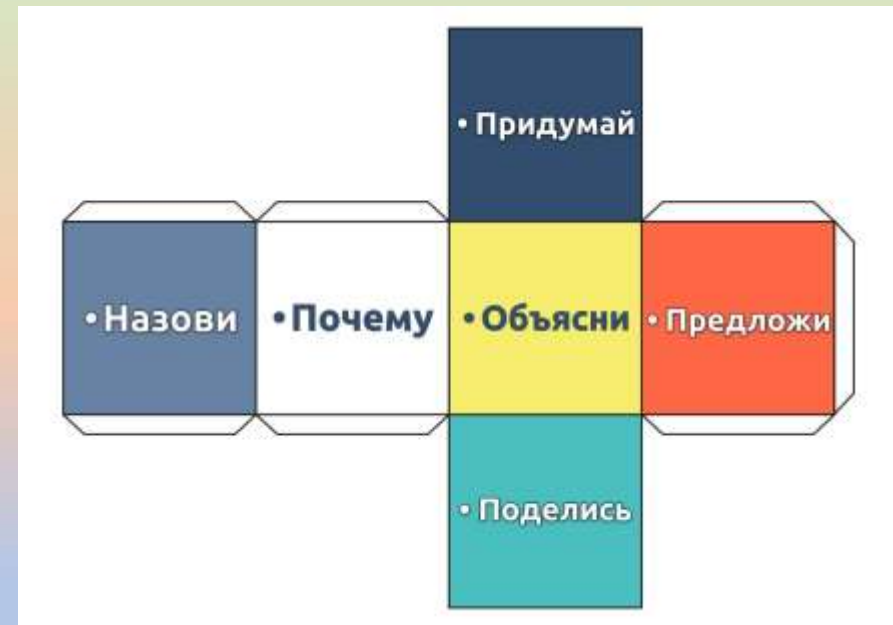 • Придумай
• Назови
• Почему
• Объясни
• Предложи
• Поделись